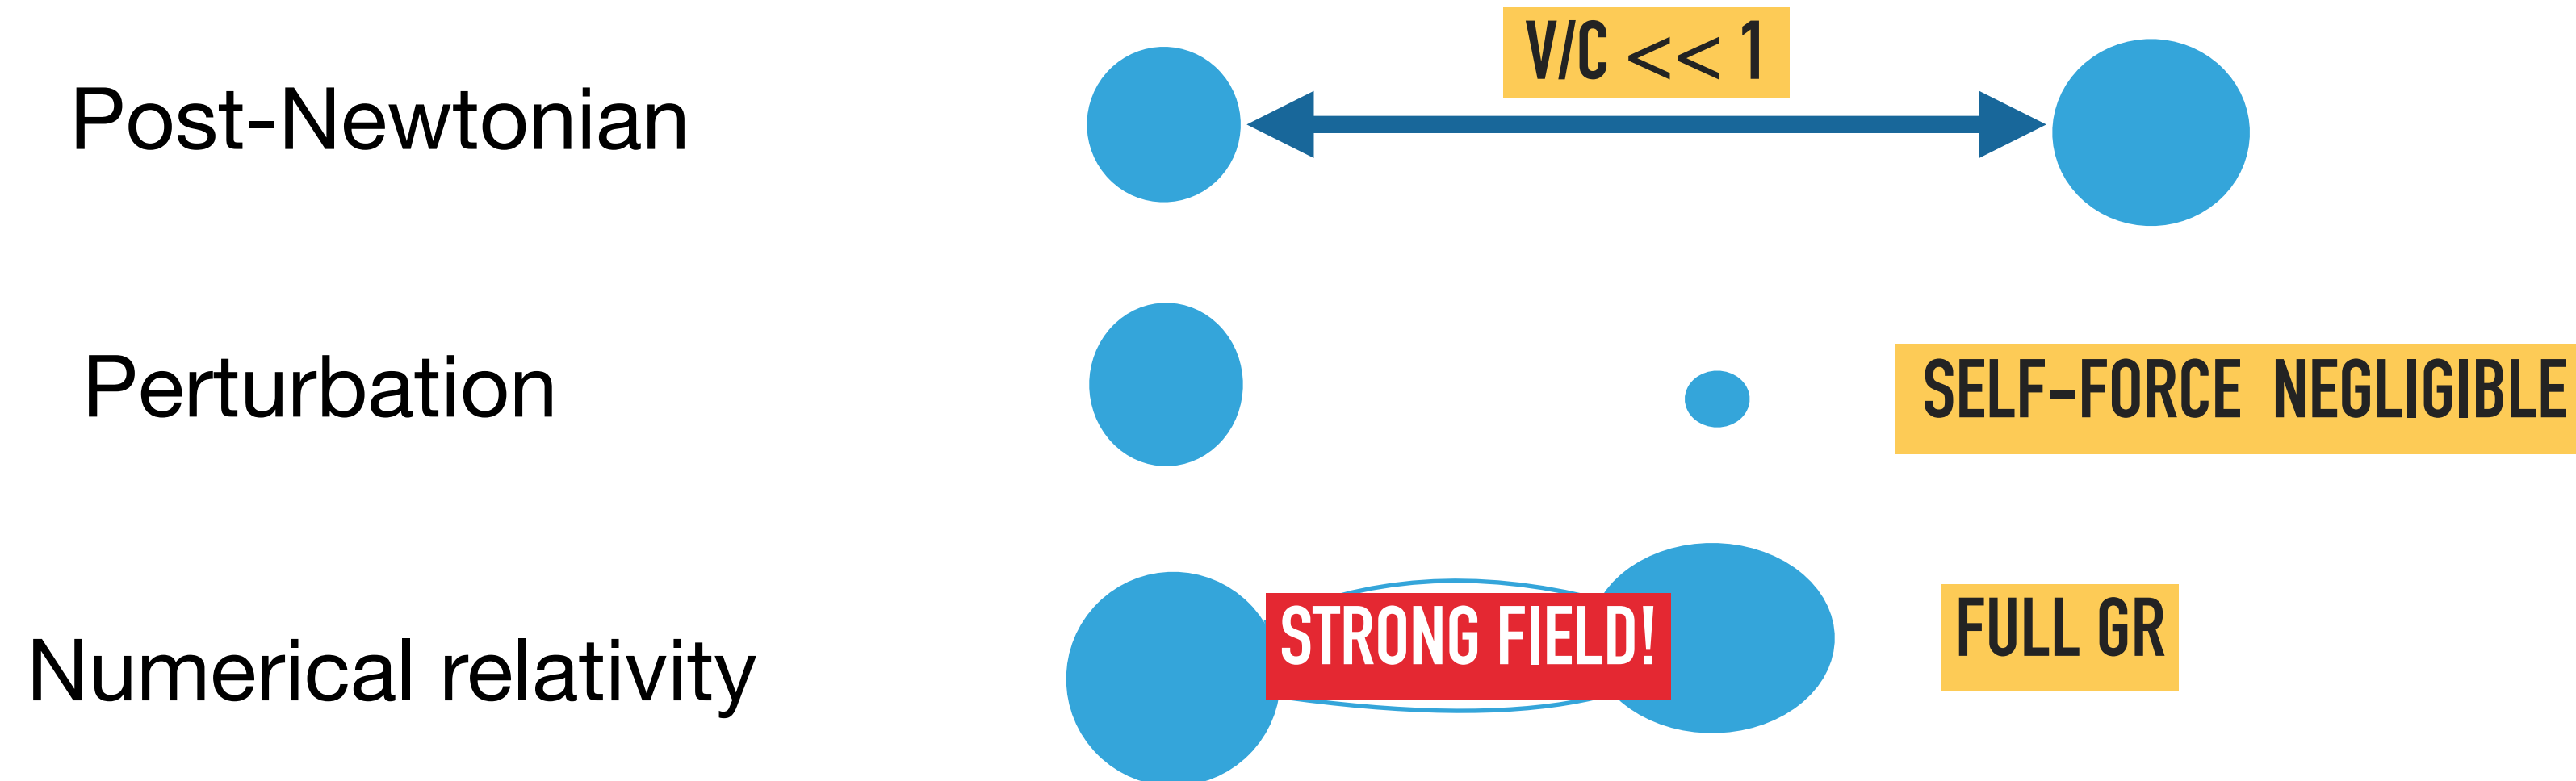 Post-Newtonian
V/C << 1
Perturbation
SELF-FORCE NEGLIGIBLE
Numerical relativity
STRONG FIELD!
FULL GR